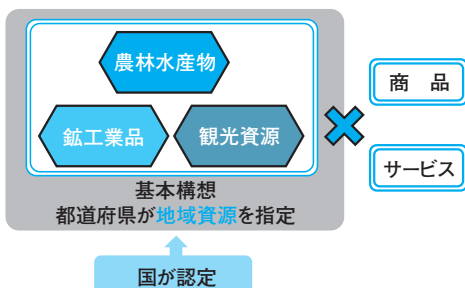 農林水産物
鉱工業品
観光資源
基本構想
都道府県が地域資源を指定
国が認定
商　品
サービス